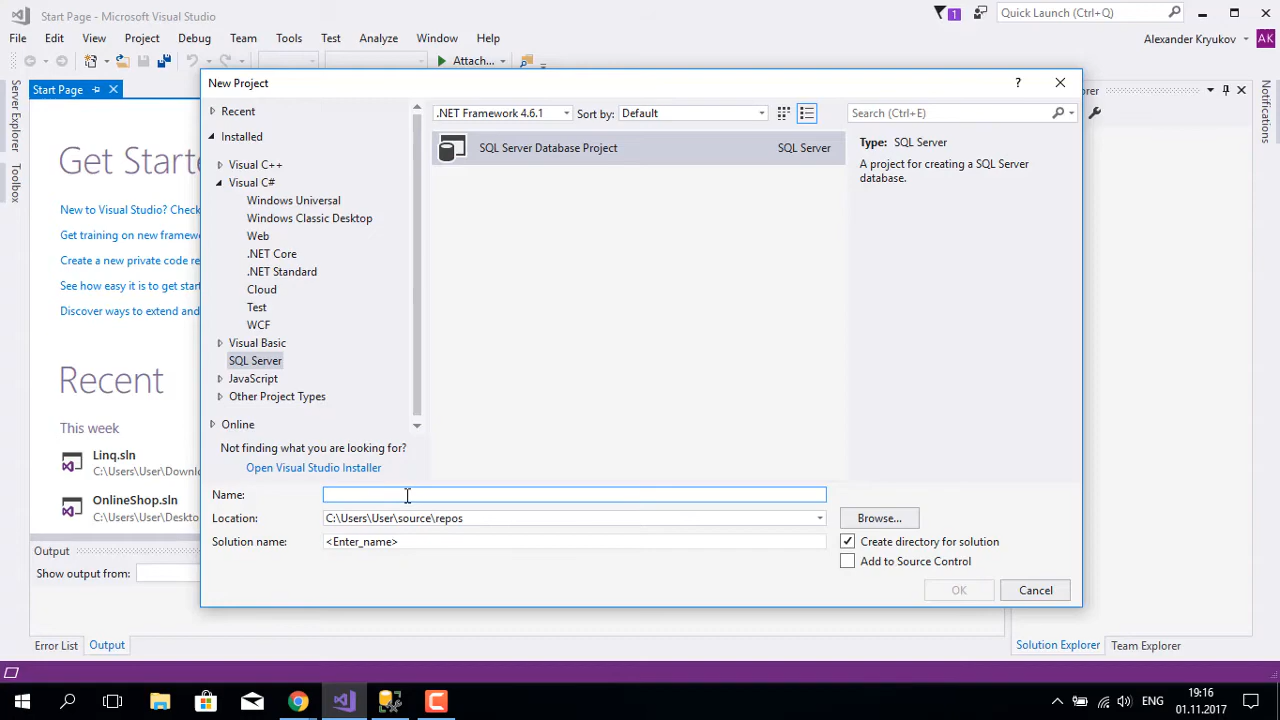 Start Page - Microsoft Visual Studio
1
Quick Launch (Ctrl+Q)
File Edit View Project Debug Team Tools Test Analyze Window Help
Alexander Kryukov
AK
Attach...
Server Explorer
Toolbox
Start Page
Notifications
New Project
?
Recent
Installed
Visual C++
Visual C#
Windows Universal
Windows Classic Desktop
Web
.NET Core
.NET Standard
Cloud
Test
WCF
Visual Basic
SQL Server
JavaScript
Other Project Types
Online
Not finding what you are looking for?
Open Visual Studio Installer
.NET Framework 4.6.1
Sort by: Default
SQL Server Database Project SQL Server
Search (Ctrl+E)
Type: SQL Server
A project for creating a SQL Server
database.
Name:
Location: C:\Users\User\source\repos
Browse...
Solution name: <Enter_name>
Create directory for solution
Add to Source Control
OK
Cancel
Get Starte
New to Visual Studio? Check
Get training on new framew
Create a new private code re
See how easy it is to get start
Discover ways to extend and
Recent
This week
Linq.sln
C:\Users\User\Downl
OnlineShop.sln
C:\Users\User\Deskto
Output
Show output from:
Error List Output
Solution Explorer Team Explorer
ENG
19:16
01.11.2017